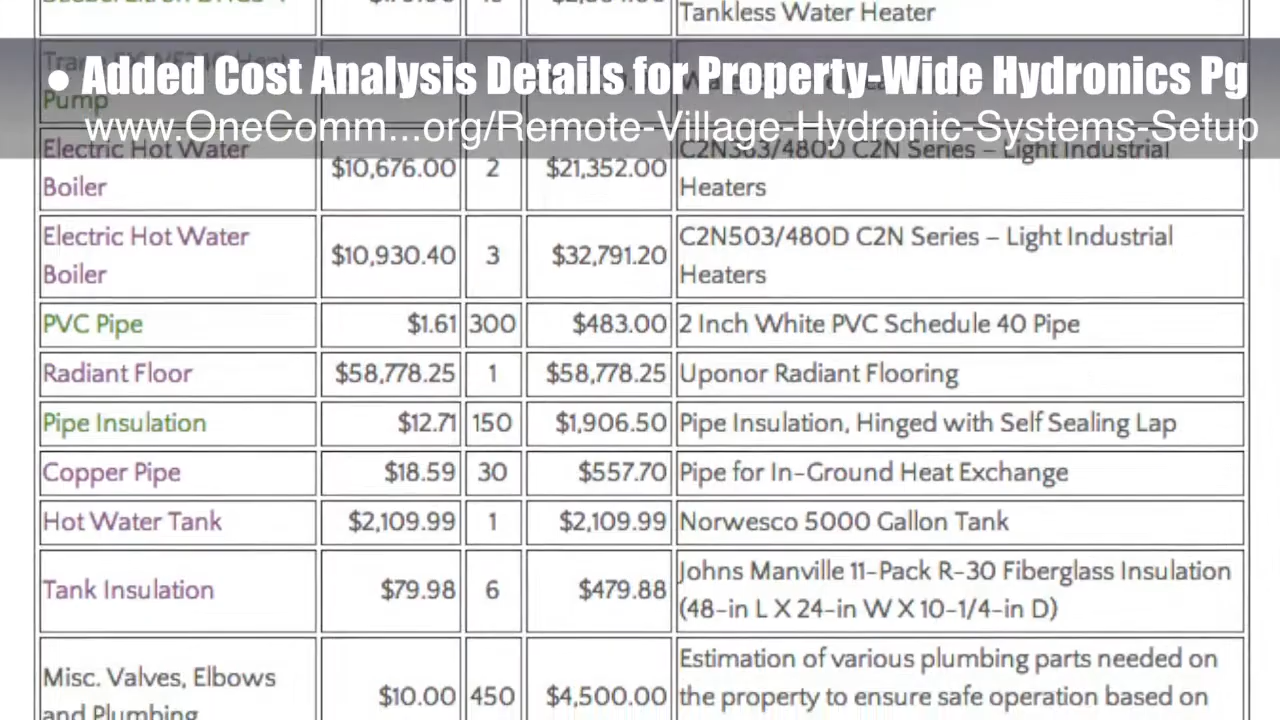 Tankless Water Heater
• Added Cost Analysis Details for Property-Wide Hydronics Pg
Pump
www.OneComm...org/Remote-Village-Hydronic-Systems-Setup
Electric Hot Water
Boiler
$10,676.00
2
$21,352.00
C2N363/480D C2N Series – Light Industrial
Heaters
Electric Hot Water
Boiler
$10,930.40
3
$32,791.20
C2N503/480D C2N Series – Light Industrial
Heaters
PVC Pipe
$1.61
300
$483.00
2 Inch White PVC Schedule 40 Pipe
Radiant Floor
$58,778.25
1
$58,778.25
Uponor Radiant Flooring
Pipe Insulation
$12.71
150
$1,906.50
Pipe Insulation, Hinged with Self Sealing Lap
Copper Pipe
$18.59
30
$557.70
Pipe for In-Ground Heat Exchange
Hot Water Tank
$2,109.99
1
$2,109.99
Norwesco 5000 Gallon Tank
Tank Insulation
$79.98
6
$479.88
Johns Manville 11-Pack R-30 Fiberglass Insulation
(48-in L X 24-in W X 10-1/4-in D)
Misc. Valves, Elbows
and Plumbing
$10.00
450
$4,500.00
Estimation of various plumbing parts needed on
the property to ensure safe operation based on